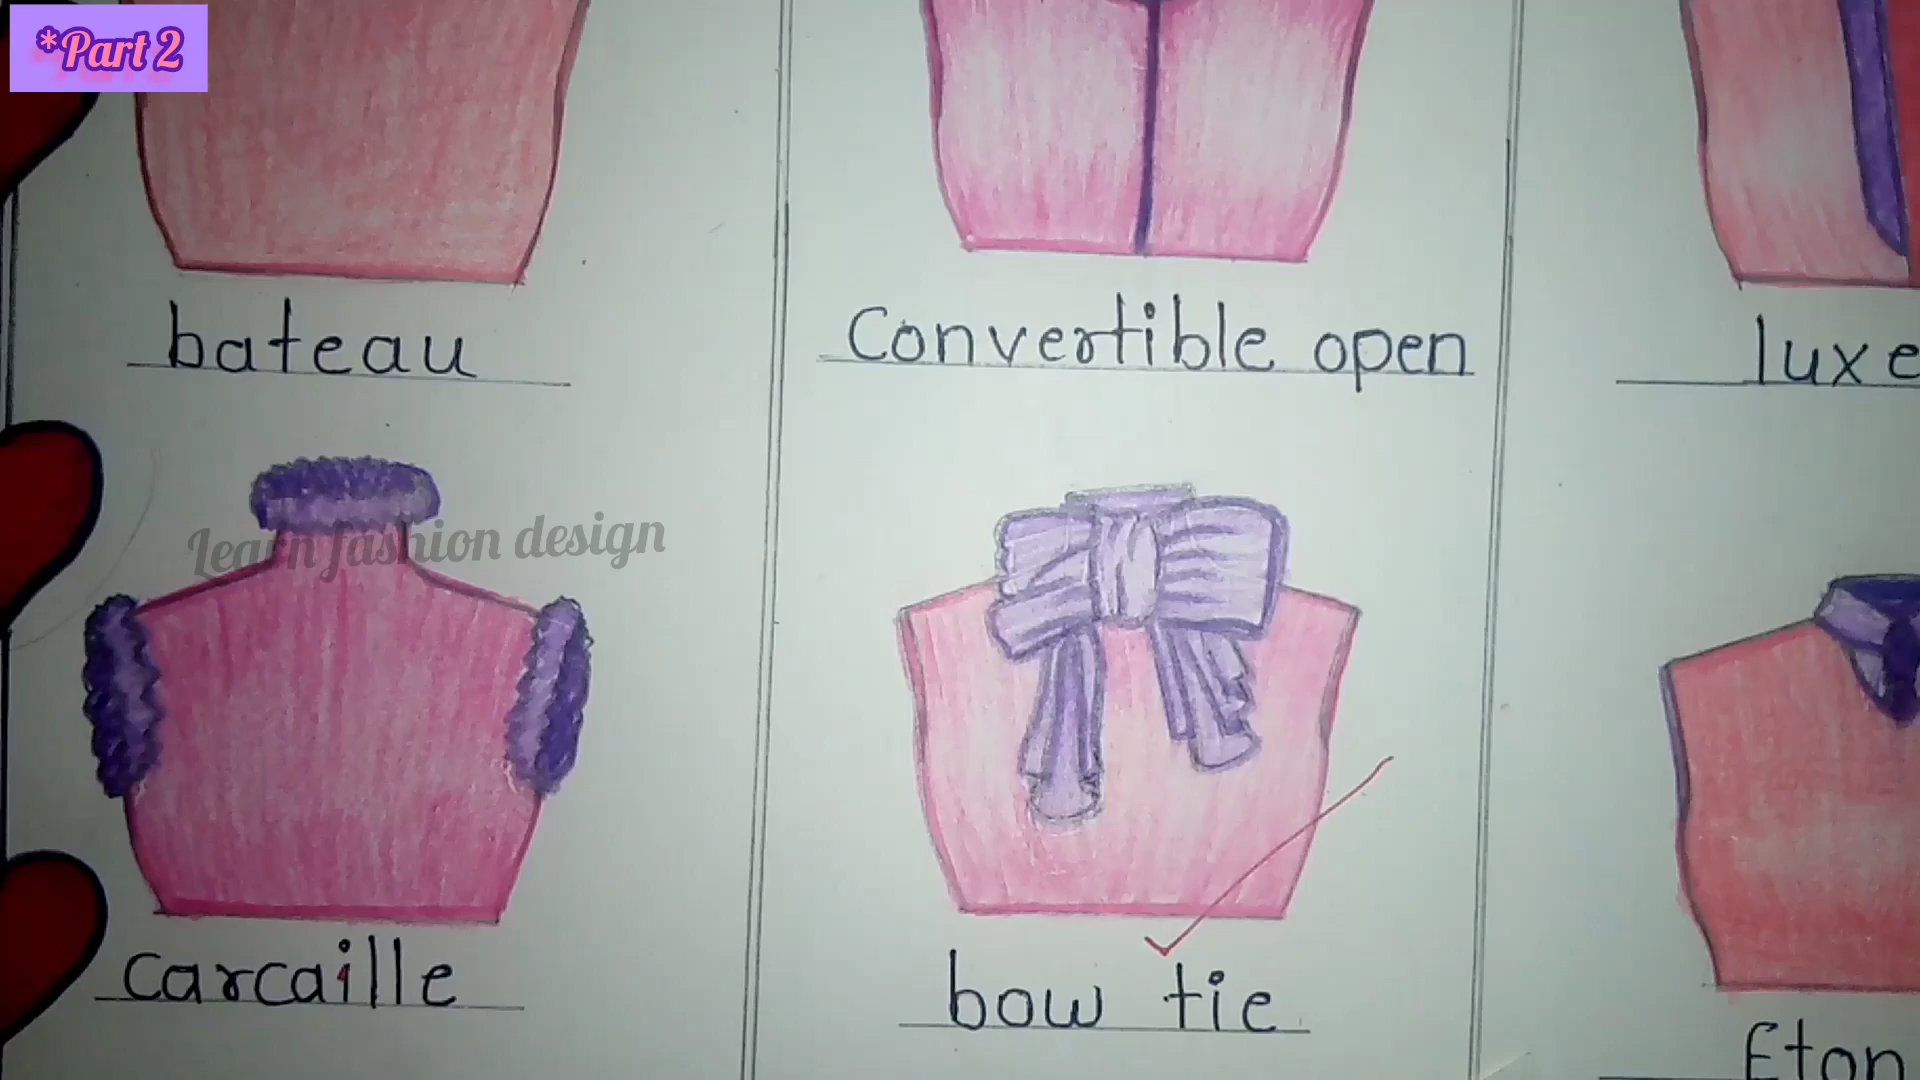 *Part 2
bateau
Convertible open
luxe
Learn fashion design
carcaille
bow tie
Eton